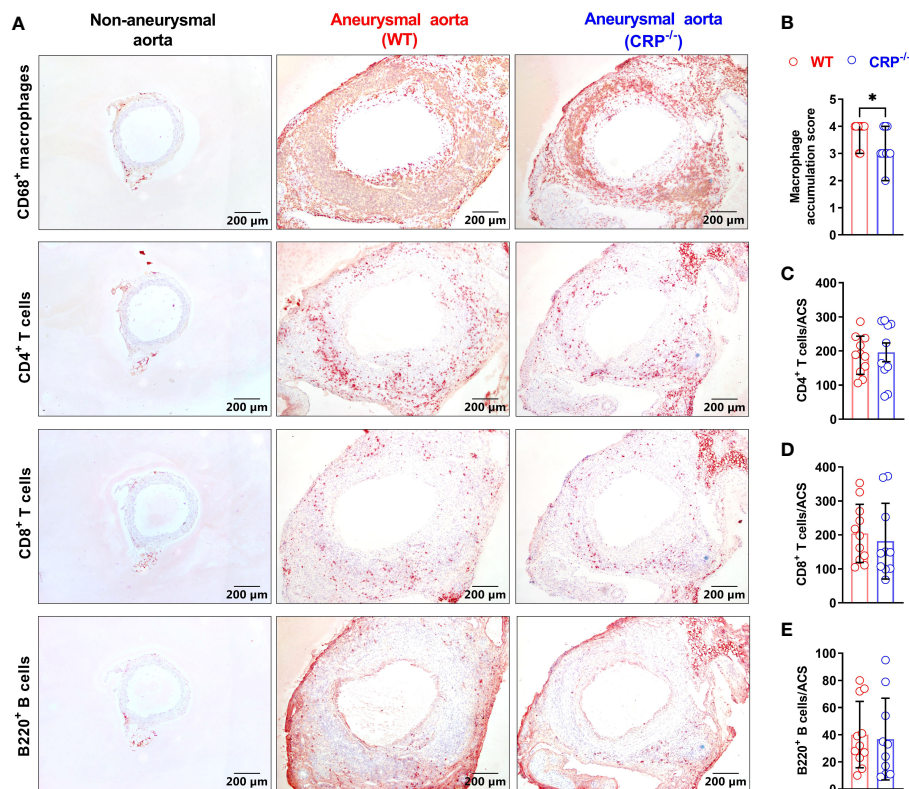 A
Non-aneurysmal
aorta
Aneurysmal aorta
(WT)
Aneurysmal aorta
(CRP⁻/⁻)
CD68⁺ macrophages
200 µm
200 µm
200 µm
CD4⁺ T cells
200 µm
200 µm
200 µm
CD8⁺ T cells
200 µm
200 µm
200 µm
B220⁺ B cells
200 µm
200 µm
200 µm
B
WT CRP⁻/⁻
Macrophage
accumulation score
5
4
3
2
1
0
*
C
CD4⁺ T cells/ACS
400
300
200
100
0
D
CD8⁺ T cells/ACS
400
300
200
100
0
E
B220⁺ B cells/ACS
100
80
60
40
20
0